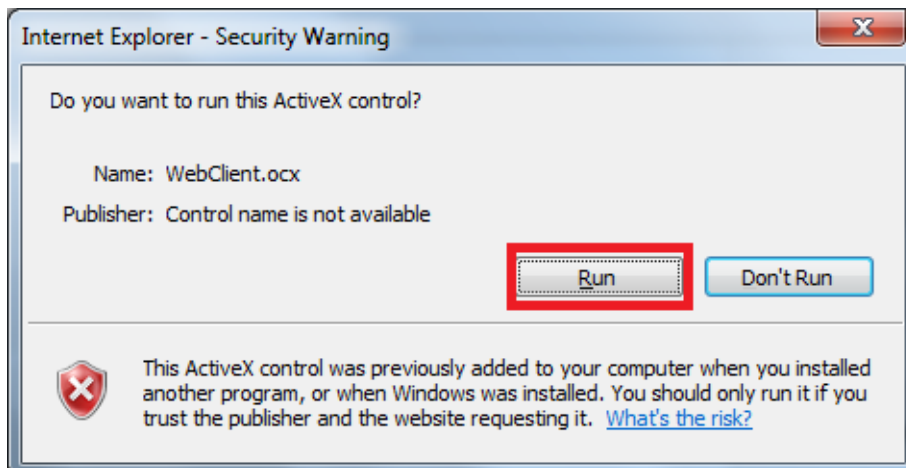 Internet Explorer - Security Warning
Do you want to run this ActiveX control?
Name: WebClient.ocx
Publisher: Control name is not available
Run
Don't Run
This ActiveX control was previously added to your computer when you installed
another program, or when Windows was installed. You should only run it if you
trust the publisher and the website requesting it. What's the risk?